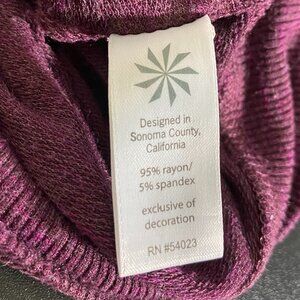 Designed in
Sonoma County,
California
95% rayon/
5% spandex
exclusive of
decoration
RN #54023